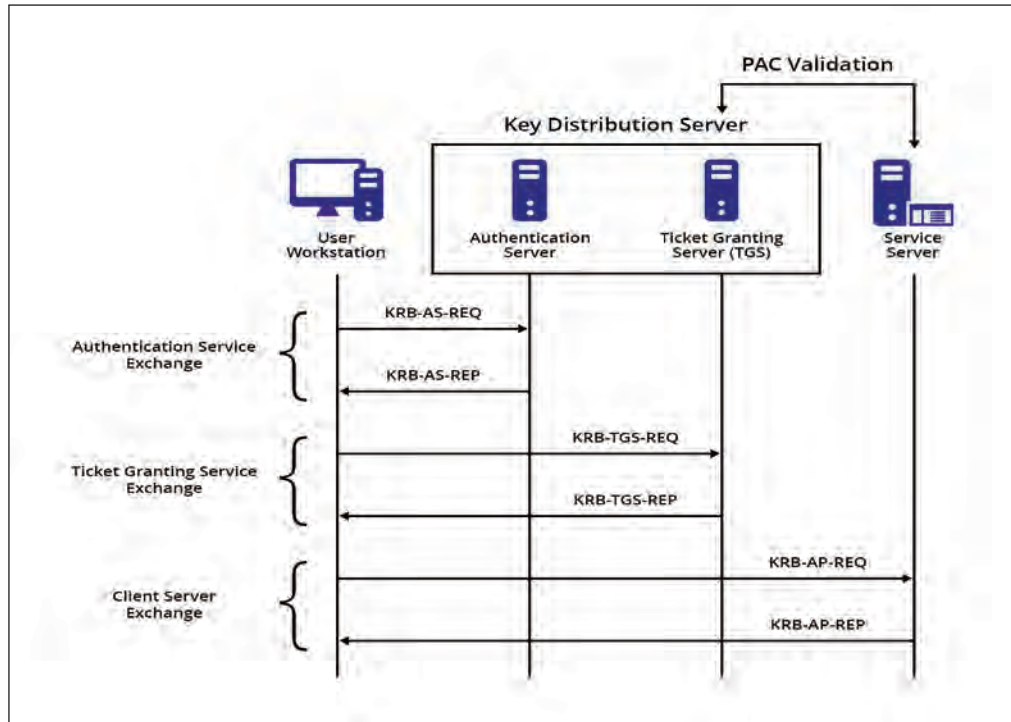 PAC Validation
Key Distribution Server
User
Workstation
Authentication
Server
Ticket Granting
Server (TGS)
Service
Server
Authentication Service
Exchange
KRB-AS-REQ
KRB-AS-REP
Ticket Granting Service
Exchange
KRB-TGS-REQ
KRB-TGS-REP
Client Server
Exchange
KRB-AP-REQ
KRB-AP-REP